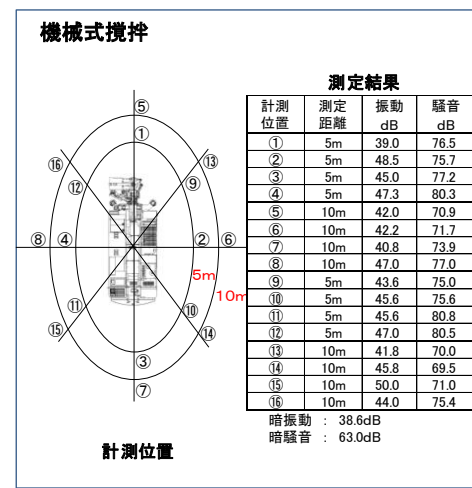 機械式撹拌
⑤
①
⑯
⑬
⑫
⑨
⑧
④
②
⑥
5m
10m
⑪
⑩
⑮
⑭
③
⑦
計測位置
測定結果
計測位置 測定距離 振動dB 騒音dB
① 5m 39.0 76.5
② 5m 48.5 75.7
③ 5m 45.0 77.2
④ 5m 47.3 80.3
⑤ 10m 42.0 70.9
⑥ 10m 42.2 71.7
⑦ 10m 40.8 73.9
⑧ 10m 47.0 77.0
⑨ 5m 43.6 75.0
⑩ 5m 45.6 75.6
⑪ 5m 45.6 80.8
⑫ 5m 47.0 80.5
⑬ 10m 41.8 70.0
⑭ 10m 45.8 69.5
⑮ 10m 50.0 71.0
⑯ 10m 44.0 75.4
暗振動 : 38.6dB
暗騒音 : 63.0dB